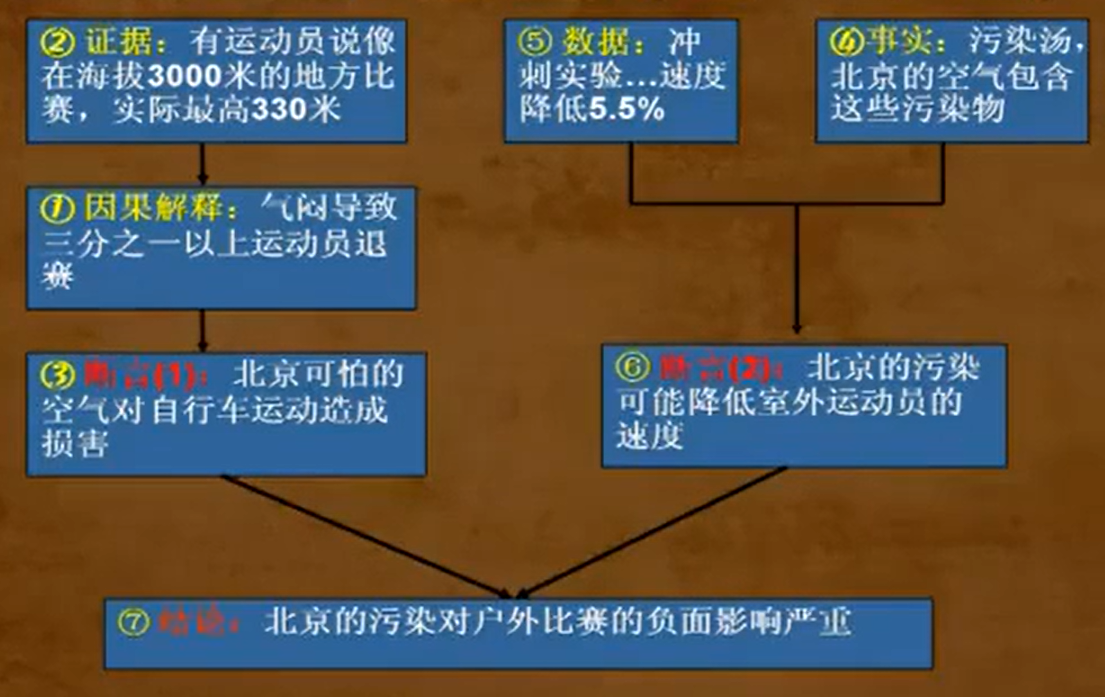 ② 证据：有运动员说像
在海拔3000米的地方比
赛，实际最高330米
⑤ 数据：冲
刺实验…速度
降低5.5%
④事实：污染汤，
北京的空气包含
这些污染物
① 因果解释：气闷导致
三分之一以上运动员退
赛
③ 断言(1)：北京可怕的
空气对自行车运动造成
损害
⑥ 断言(2)：北京的污染
可能降低室外运动员的
速度
⑦ 结论：北京的污染对户外比赛的负面影响严重